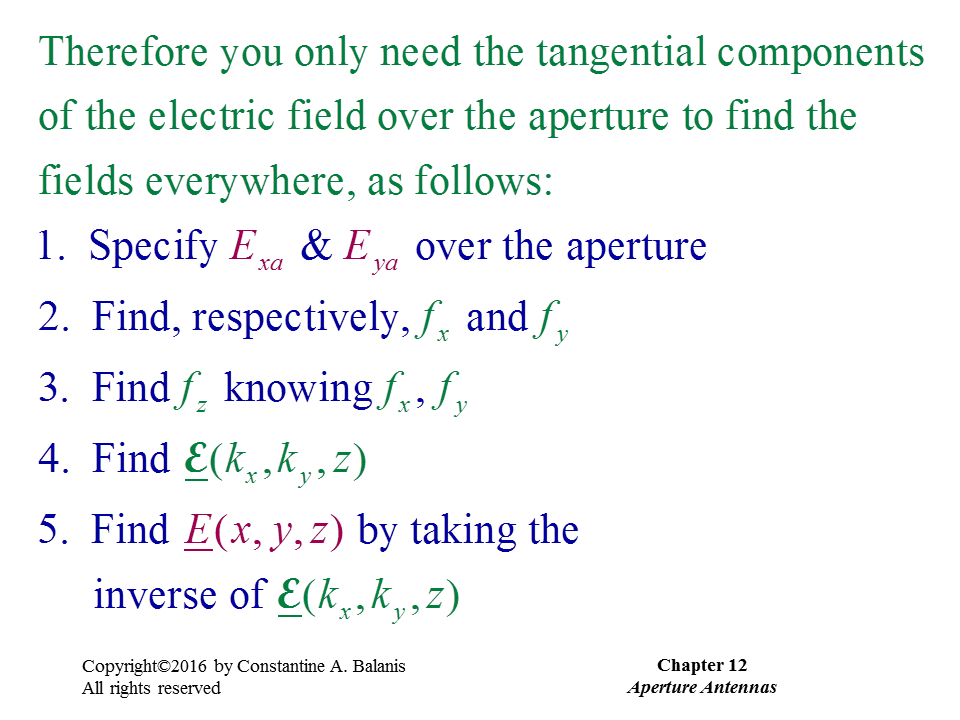 Therefore you only need the tangential components
of the electric field over the aperture to find the
fields everywhere, as follows:
1. Specify E_xa & E_ya over the aperture
2. Find, respectively, f_x and f_y
3. Find f_z knowing f_x, f_y
4. Find ℰ(k_x, k_y, z)
5. Find E(x, y, z) by taking the
inverse of ℰ(k_x, k_y, z)
Copyright©2016 by Constantine A. Balanis
All rights reserved
Chapter 12
Aperture Antennas